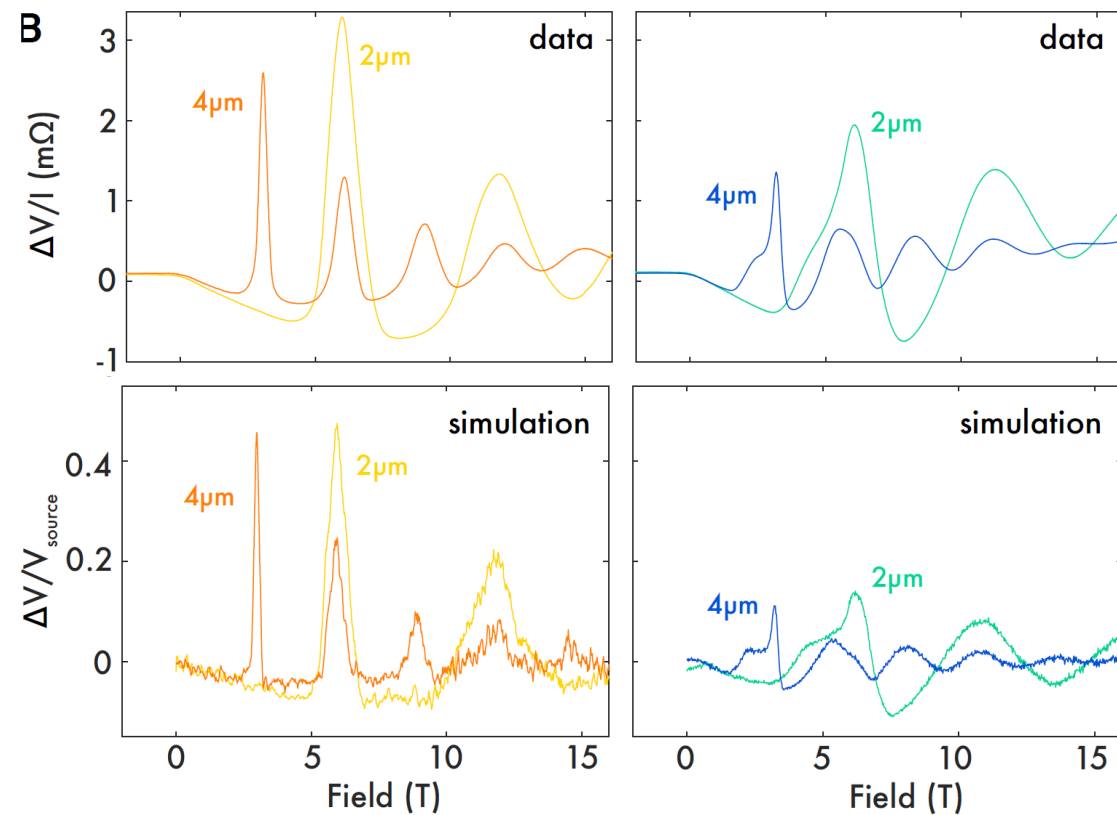 B
data
data
4µm
2µm
4µm
2µm
ΔV/I (mΩ)
3
2
1
0
-1
simulation
simulation
4µm
2µm
4µm
2µm
ΔV/V_source
0.4
0.2
0
0
5
10
15
0
5
10
15
Field (T)
Field (T)